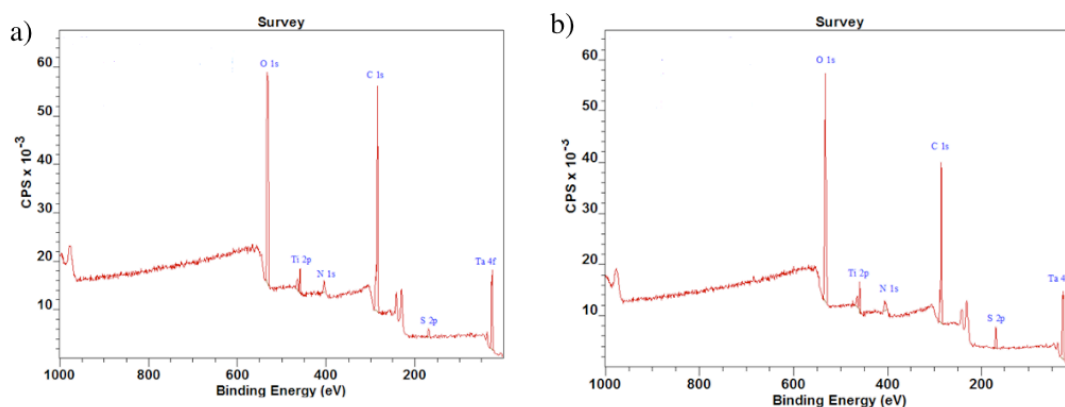 a)
Survey
CPS x 10-3
60
50
40
30
20
10
O 1s
C 1s
Ti 2p
N 1s
S 2p
Ta 4f
1000 800 600 400 200
Binding Energy (eV)
b)
Survey
CPS x 10-3
60
50
40
30
20
10
O 1s
C 1s
Ti 2p
N 1s
S 2p
Ta 4
1000 800 600 400 200
Binding Energy (eV)